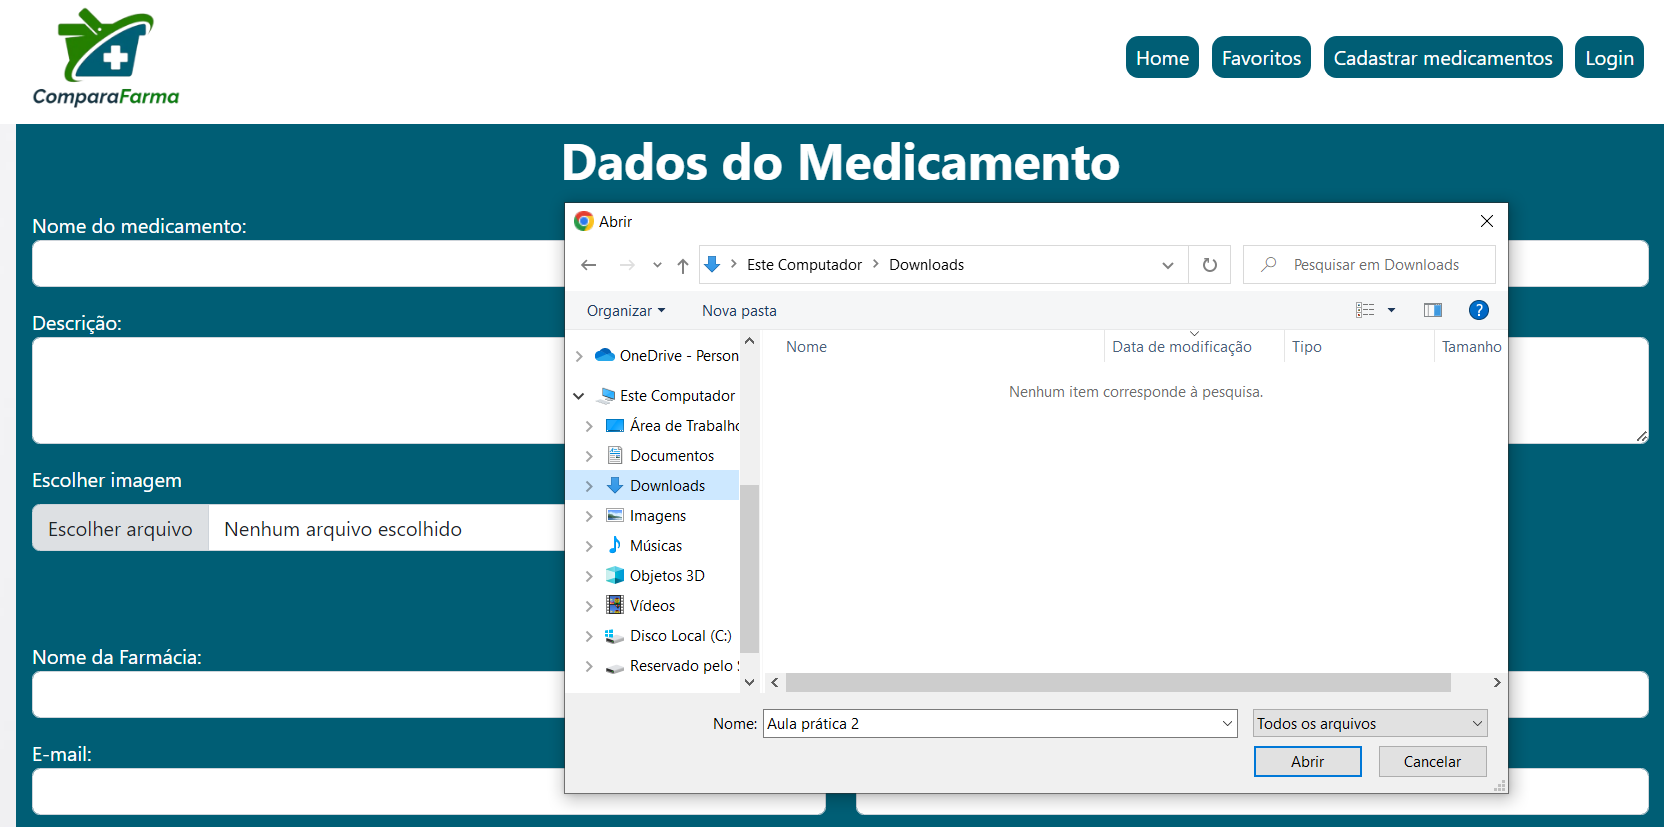 ComparaFarma
Home Favoritos Cadastrar medicamentos Login
Dados do Medicamento
Nome do medicamento:
Descrição:
Escolher imagem
Escolher arquivo Nenhum arquivo escolhido
Nome da Farmácia:
E-mail:
Abrir
Este Computador Downloads
Pesquisar em Downloads
Organizar Nova pasta
?
Nome Data de modificação Tipo Tamanho
Nenhum item corresponde à pesquisa.
OneDrive - Person
Este Computador
Área de Trabalho
Documentos
Downloads
Imagens
Músicas
Objetos 3D
Vídeos
Disco Local (C:)
Reservado pelo
Nome: Aula prática 2 Todos os arquivos
Abrir Cancelar